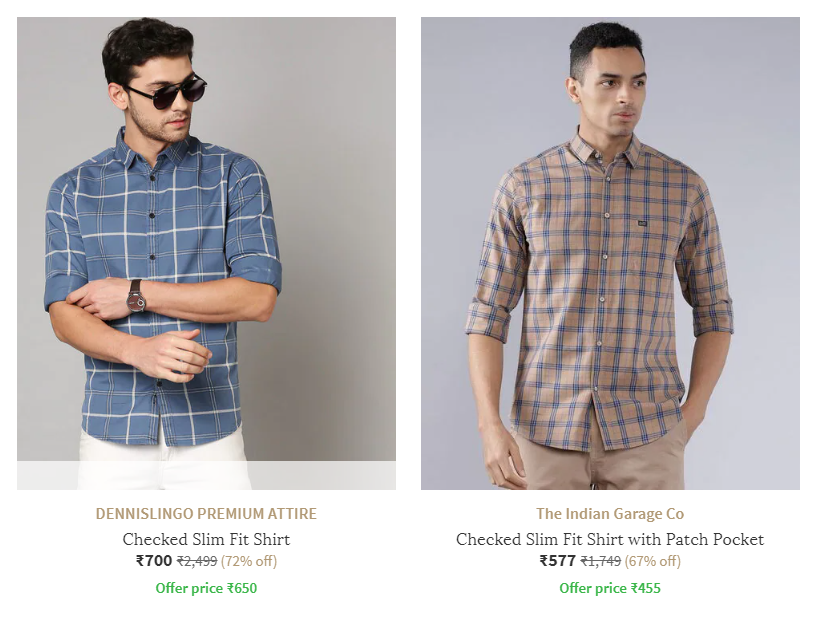 DENNISLINGO PREMIUM ATTIRE
Checked Slim Fit Shirt
₹700 ₹2,499 (72% off)
Offer price ₹650
The Indian Garage Co
Checked Slim Fit Shirt with Patch Pocket
₹577 ₹1,749 (67% off)
Offer price ₹455